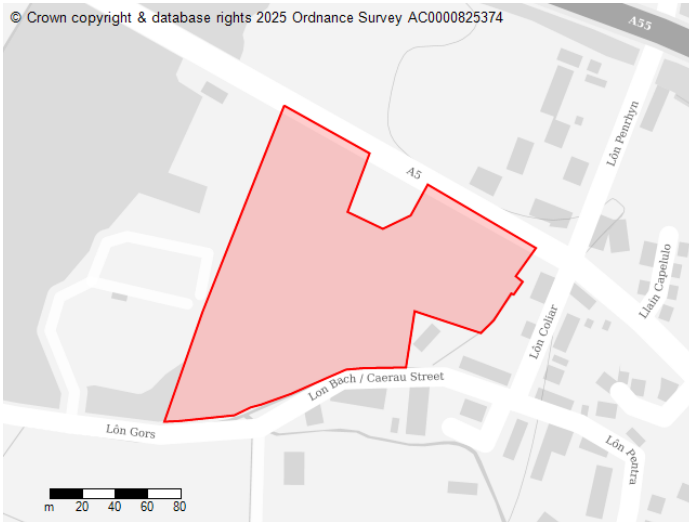 © Crown copyright & database rights 2025 Ordnance Survey AC0000825374
A55
Lôn Penrhyn
A5
Llain Capelulo
Lôn Coliar
Lon Bach / Caerau Street
Lôn Gors
Lôn Pentra
m 20 40 60 80